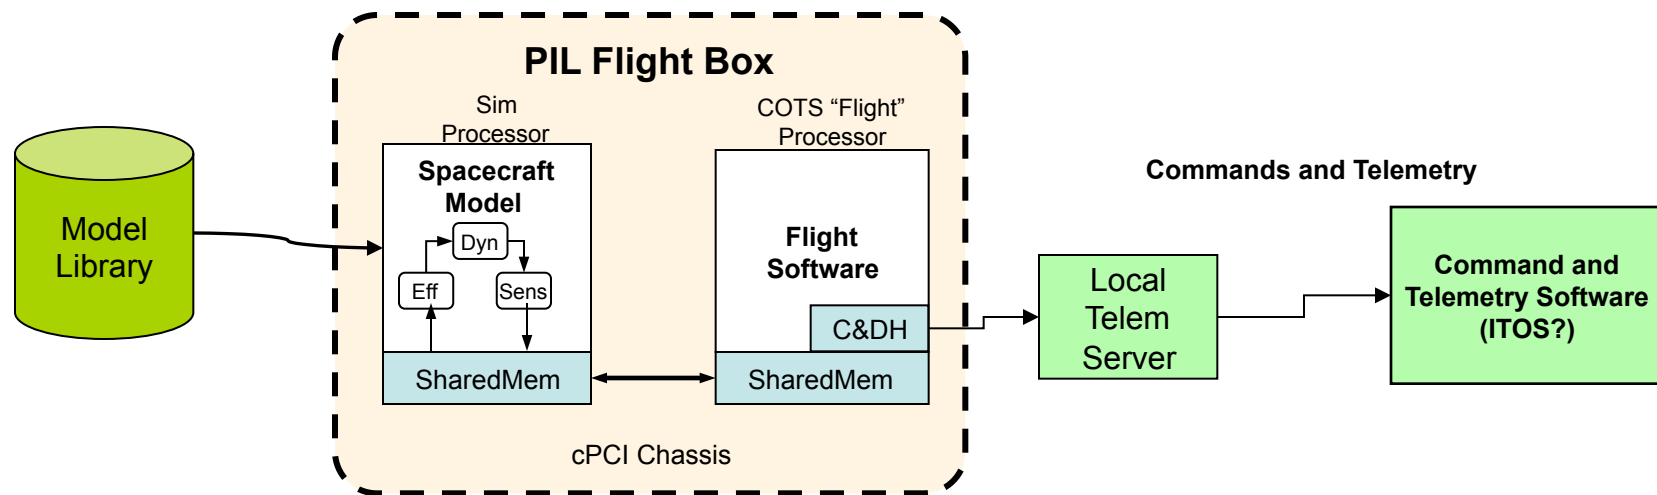 PIL Flight Box
Sim
Processor
COTS “Flight”
Processor
Spacecraft
Model
Dyn
Eff
Sens
SharedMem
Flight
Software
C&DH
SharedMem
cPCI Chassis
Model
Library
Commands and Telemetry
Local
Telem
Server
Command and
Telemetry Software
(ITOS?)